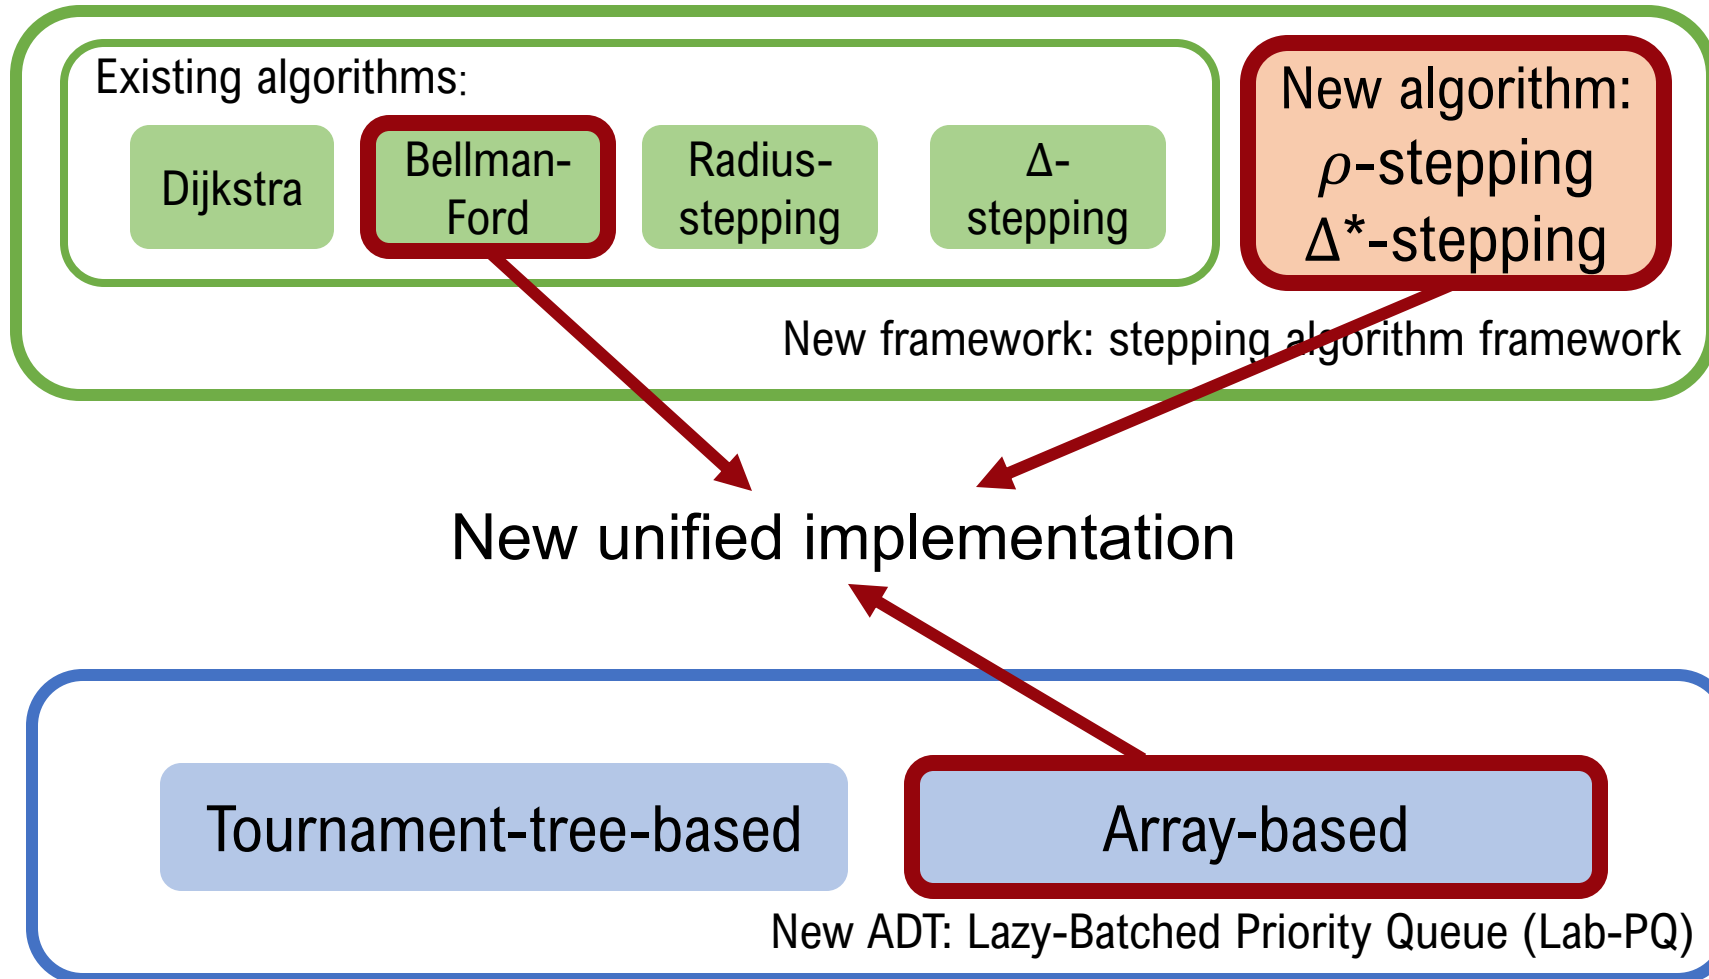 Existing algorithms:
Dijkstra
Bellman-
Ford
Radius-
stepping
Δ-
stepping
New algorithm:
ρ-stepping
Δ*-stepping
New framework: stepping algorithm framework
New unified implementation
Tournament-tree-based
Array-based
New ADT: Lazy-Batched Priority Queue (Lab-PQ)